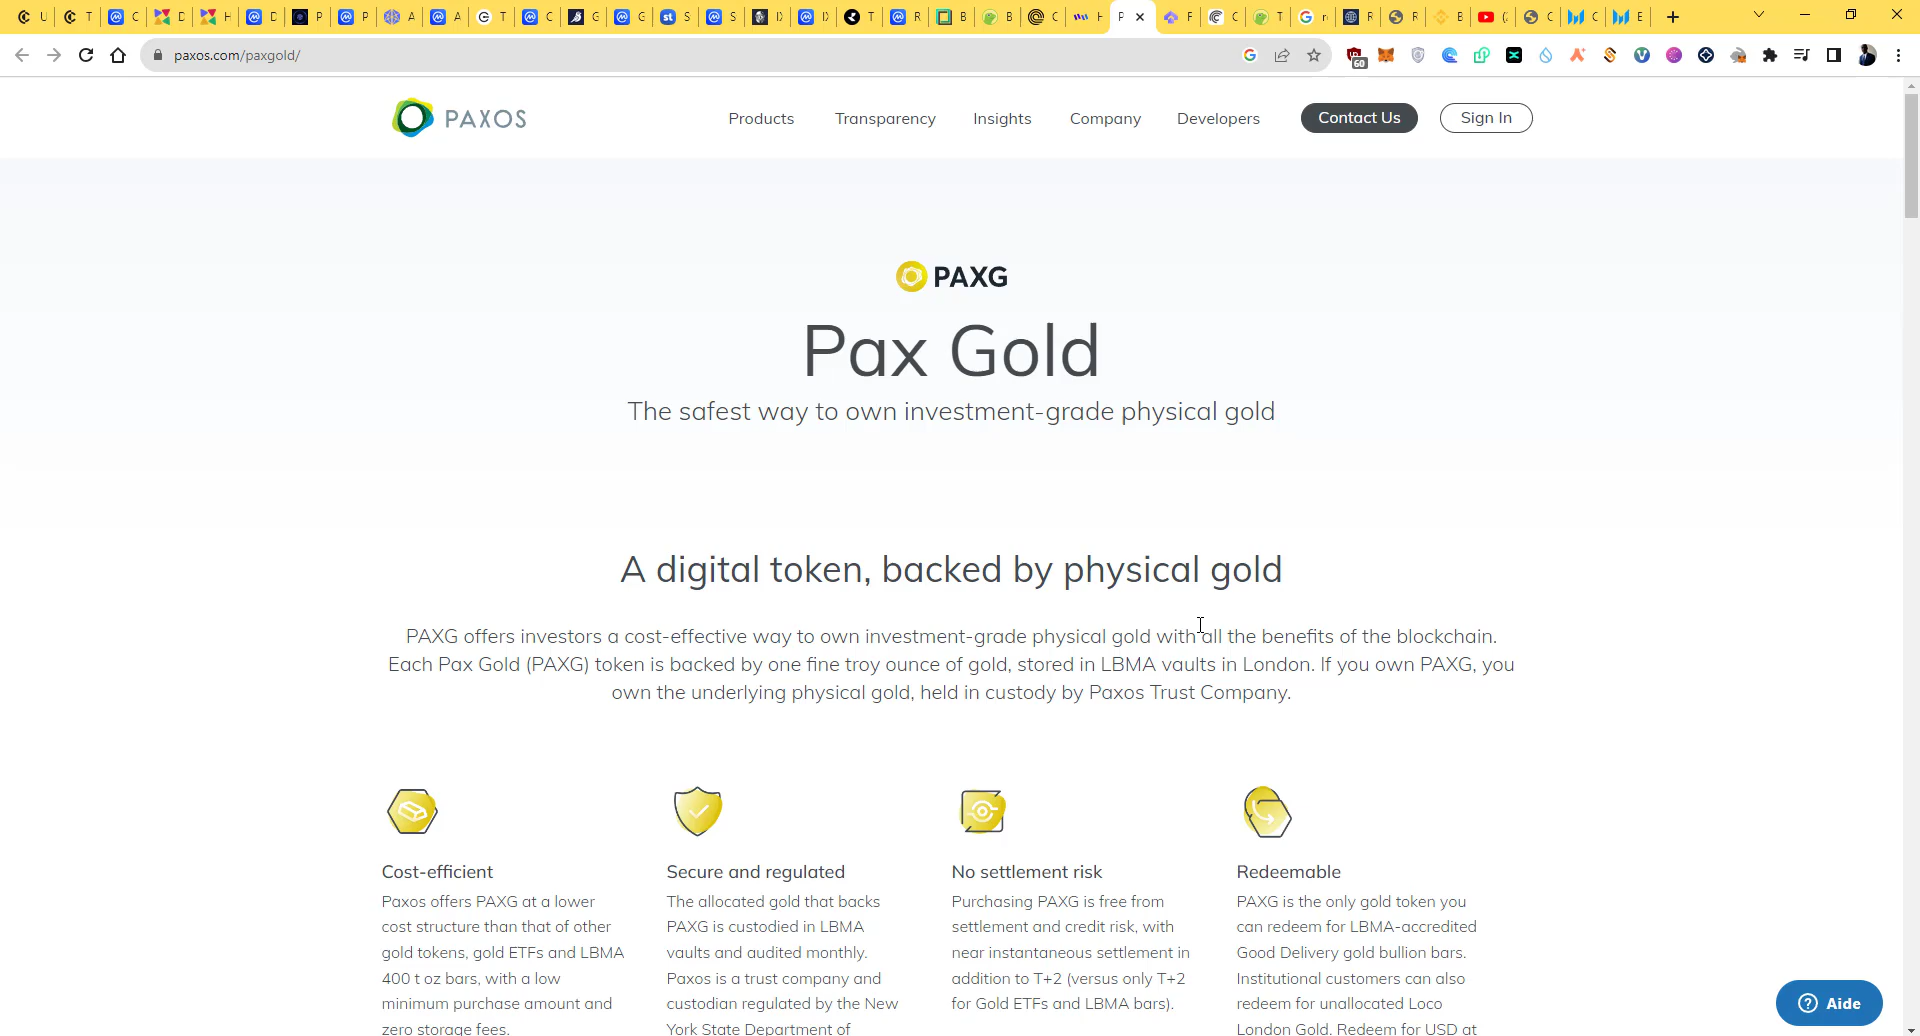 paxos.com/paxgold/
60
PAXOS
Products
Transparency
Insights
Company
Developers
Contact Us
Sign In
PAXG
Pax Gold
The safest way to own investment-grade physical gold
A digital token, backed by physical gold
PAXG offers investors a cost-effective way to own investment-grade physical gold with all the benefits of the blockchain.
Each Pax Gold (PAXG) token is backed by one fine troy ounce of gold, stored in LBMA vaults in London. If you own PAXG, you
own the underlying physical gold, held in custody by Paxos Trust Company.
Cost-efficient
Paxos offers PAXG at a lower
cost structure than that of other
gold tokens, gold ETFs and LBMA
400 t oz bars, with a low
minimum purchase amount and
zero storage fees.
Secure and regulated
The allocated gold that backs
PAXG is custodied in LBMA
vaults and audited monthly.
Paxos is a trust company and
custodian regulated by the New
York State Department of
No settlement risk
Purchasing PAXG is free from
settlement and credit risk, with
near instantaneous settlement in
addition to T+2 (versus only T+2
for Gold ETFs and LBMA bars).
Redeemable
PAXG is the only gold token you
can redeem for LBMA-accredited
Good Delivery gold bullion bars.
Institutional customers can also
redeem for unallocated Loco
London Gold. Redeem for USD at
Aide